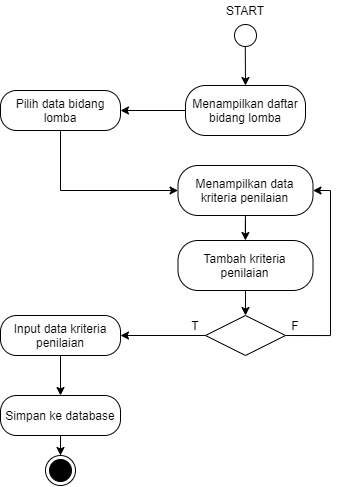 START
Menampilkan daftar
bidang lomba
Pilih data bidang
lomba
Menampilkan data
kriteria penilaian
Tambah kriteria
penilaian
T
F
Input data kriteria
penilaian
Simpan ke database